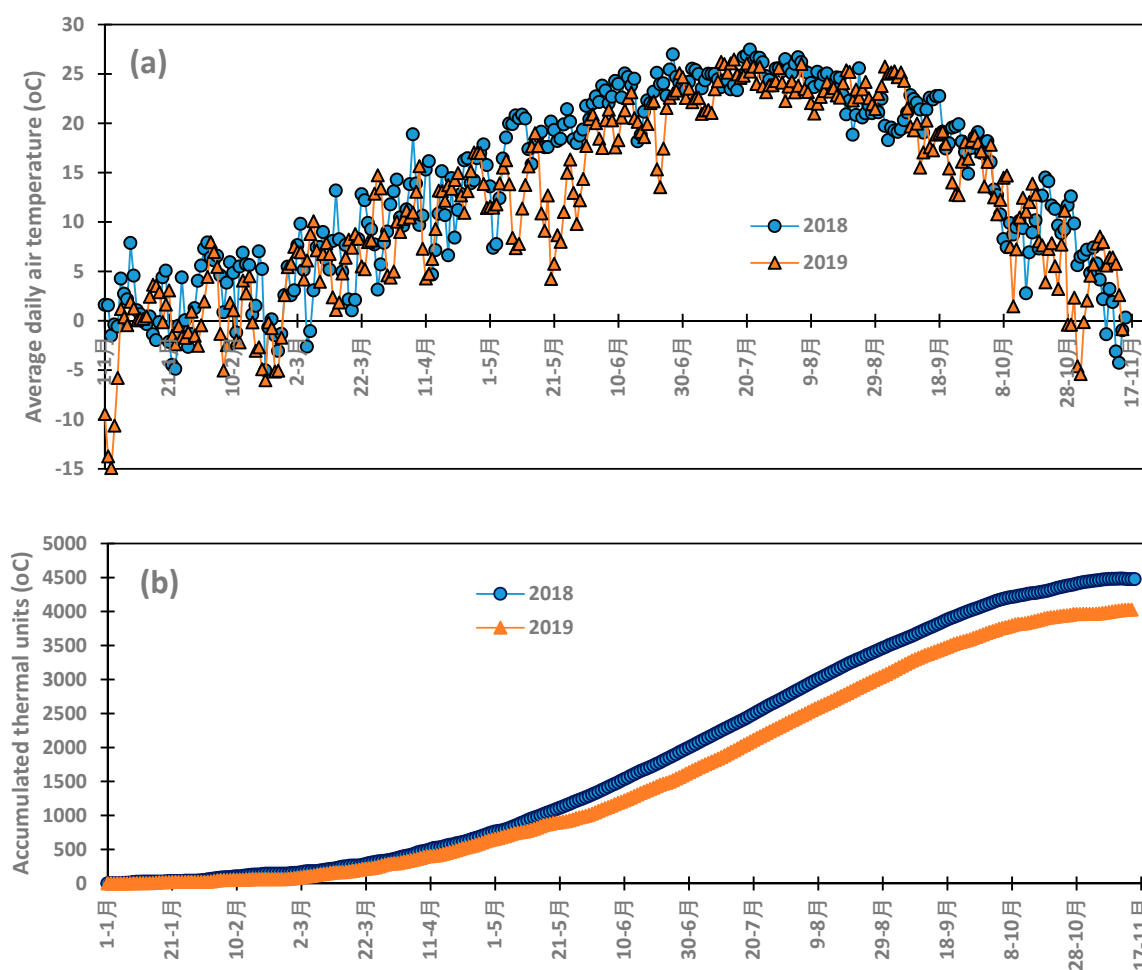 (a)
Average daily air temperature (oC)
30
25
20
15
10
5
0
-5
-10
-15
2018
2019
1-1月
21-1月
10-2月
2-3月
22-3月
11-4月
1-5月
21-5月
10-6月
30-6月
20-7月
9-8月
29-8月
18-9月
8-10月
28-10月
17-11月
(b)
Accumulated thermal units (oC)
5000
4500
4000
3500
3000
2500
2000
1500
1000
500
0
2018
2019
1-1月
21-1月
10-2月
2-3月
22-3月
11-4月
1-5月
21-5月
10-6月
30-6月
20-7月
9-8月
29-8月
18-9月
8-10月
28-10月
17-11